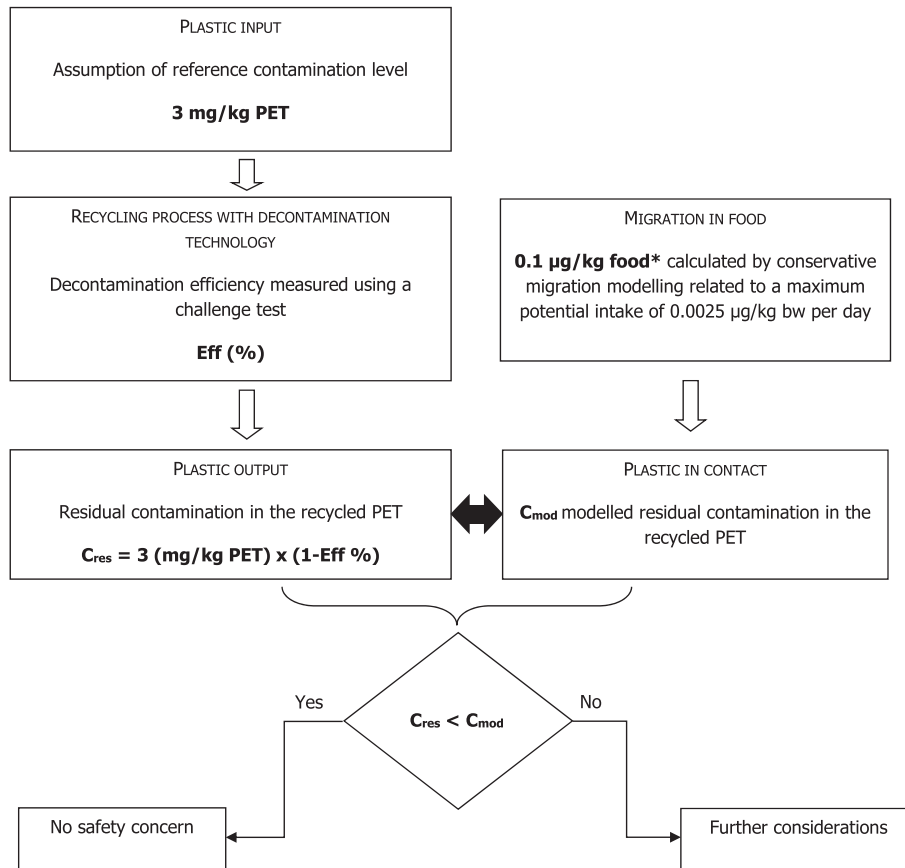 PLASTIC INPUT
Assumption of reference contamination level
3 mg/kg PET
RECYCLING PROCESS WITH DECONTAMINATION
TECHNOLOGY
Decontamination efficiency measured using a
challenge test
Eff (%)
MIGRATION IN FOOD
0.1 µg/kg food* calculated by conservative
migration modelling related to a maximum
potential intake of 0.0025 µg/kg bw per day
PLASTIC OUTPUT
Residual contamination in the recycled PET
Cres = 3 (mg/kg PET) x (1-Eff %)
PLASTIC IN CONTACT
Cmod modelled residual contamination in the
recycled PET
Yes
No
Cres < Cmod
No safety concern
Further considerations